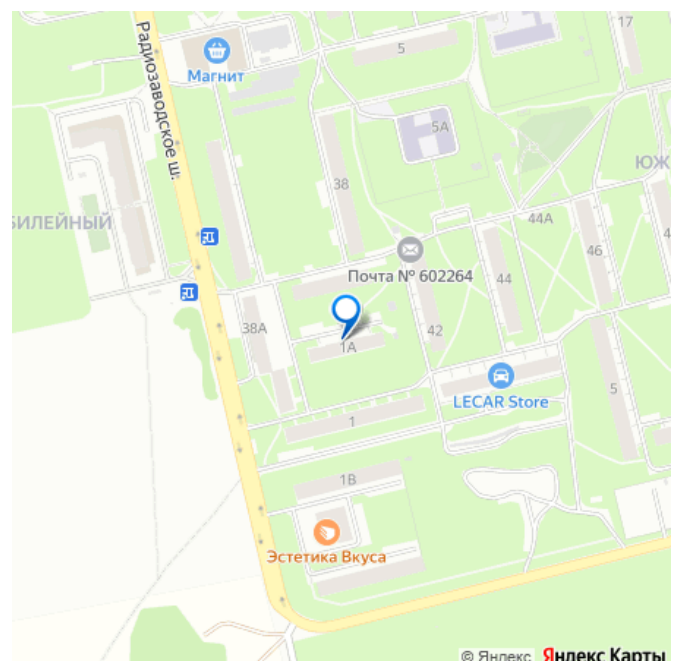 17
5
Магнит
Радиозаводское ш.
5А
38
ЮЖ
БИЛЕЙНЫЙ
44А
46
4
Почта № 602264
44
38А
42
1А
LECAR Store
5
1
1В
Эстетика Вкуса
© Яндекс Яндекс Карты